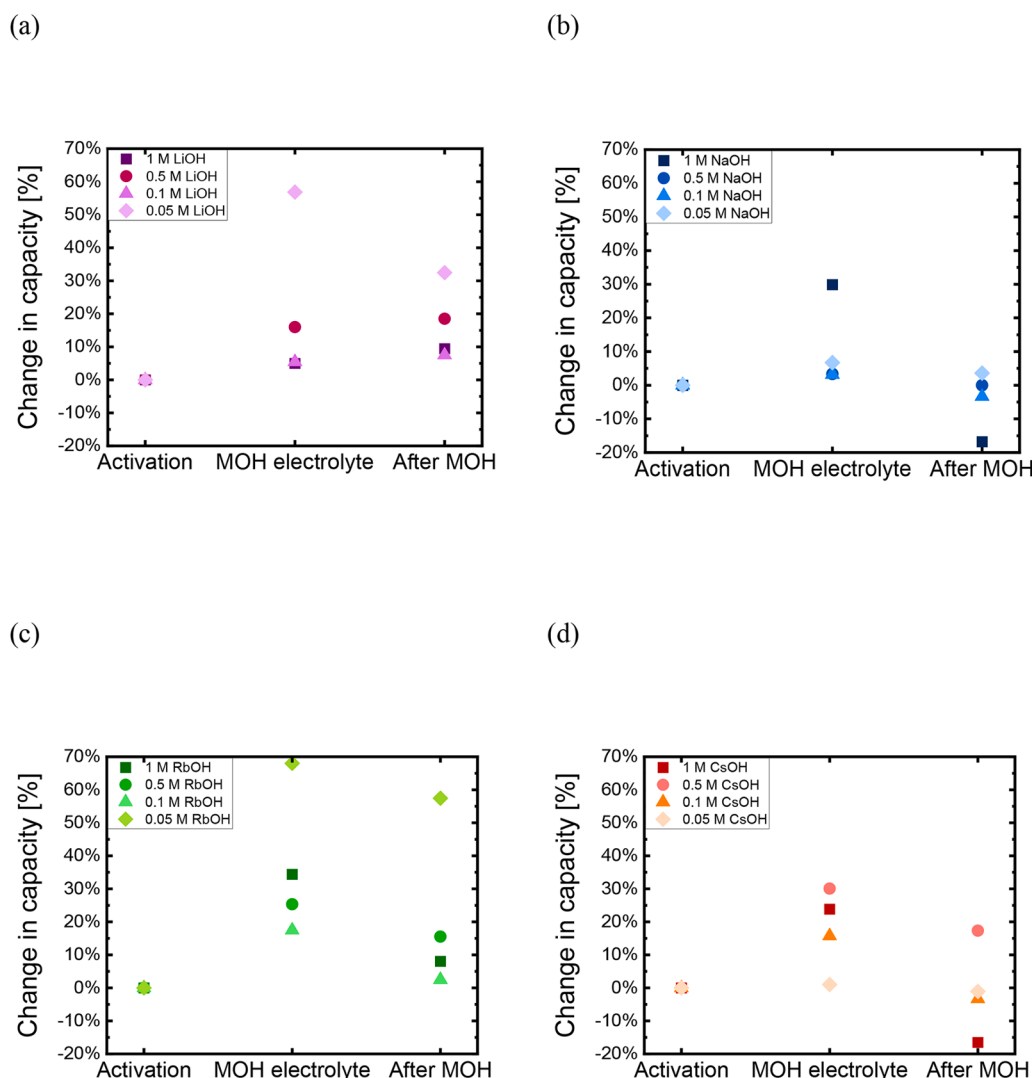 (a)
Change in capacity [%]
70%
60%
50%
40%
30%
20%
10%
0%
-10%
-20%
1 M LiOH
0.5 M LiOH
0.1 M LiOH
0.05 M LiOH
Activation MOH electrolyte After MOH
(b)
Change in capacity [%]
70%
60%
50%
40%
30%
20%
10%
0%
-10%
-20%
1 M NaOH
0.5 M NaOH
0.1 M NaOH
0.05 M NaOH
Activation MOH electrolyte After MOH
(c)
Change in capacity [%]
70%
60%
50%
40%
30%
20%
10%
0%
-10%
-20%
1 M RbOH
0.5 M RbOH
0.1 M RbOH
0.05 M RbOH
Activation MOH electrolyte After MOH
(d)
Change in capacity [%]
70%
60%
50%
40%
30%
20%
10%
0%
-10%
-20%
1 M CsOH
0.5 M CsOH
0.1 M CsOH
0.05 M CsOH
Activation MOH electrolyte After MOH